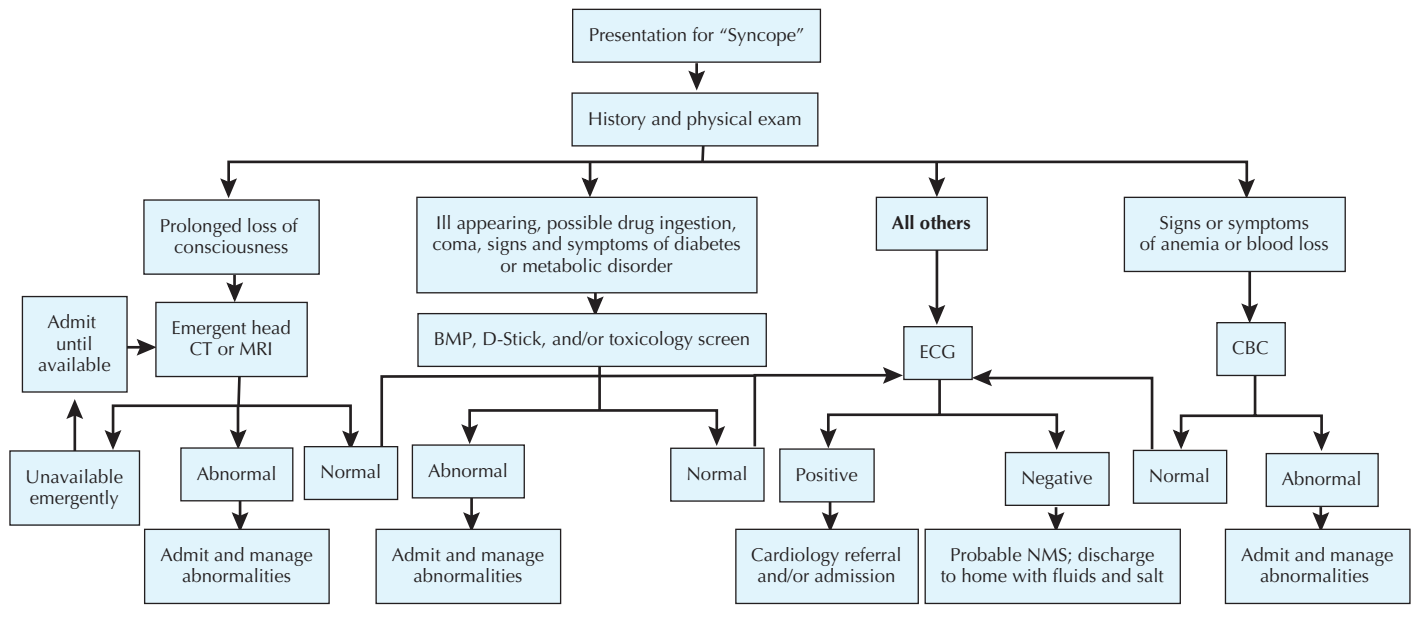 Presentation for “Syncope”
History and physical exam
Prolonged loss of
consciousness
Ill appearing, possible drug ingestion,
coma, signs and symptoms of diabetes
or metabolic disorder
All others
Signs or symptoms
of anemia or blood loss
Admit
until
available
Emergent head
CT or MRI
BMP, D-Stick, and/or toxicology screen
ECG
CBC
Unavailable
emergently
Abnormal
Normal
Abnormal
Normal
Positive
Negative
Normal
Abnormal
Admit and manage
abnormalities
Admit and manage
abnormalities
Cardiology referral
and/or admission
Probable NMS; discharge
to home with fluids and salt
Admit and manage
abnormalities